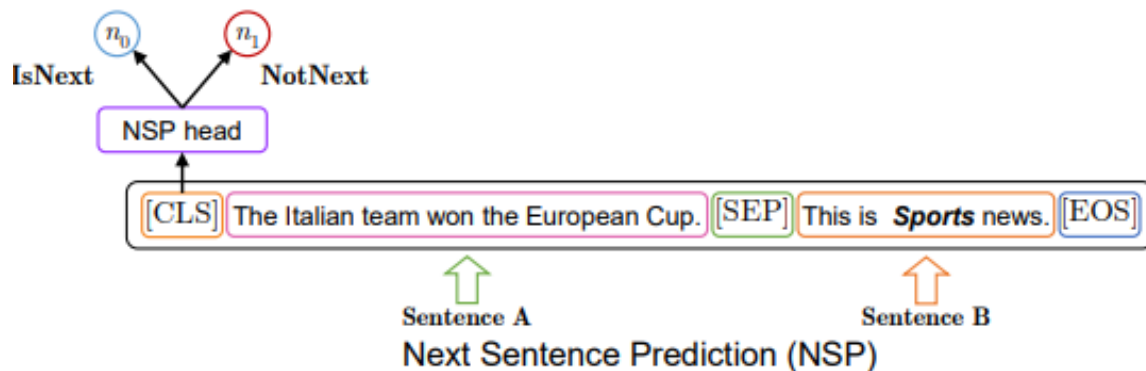 n0 n1
IsNext NotNext
NSP head
[CLS] The Italian team won the European Cup. [SEP] This is Sports news. [EOS]
Sentence A Sentence B
Next Sentence Prediction (NSP)